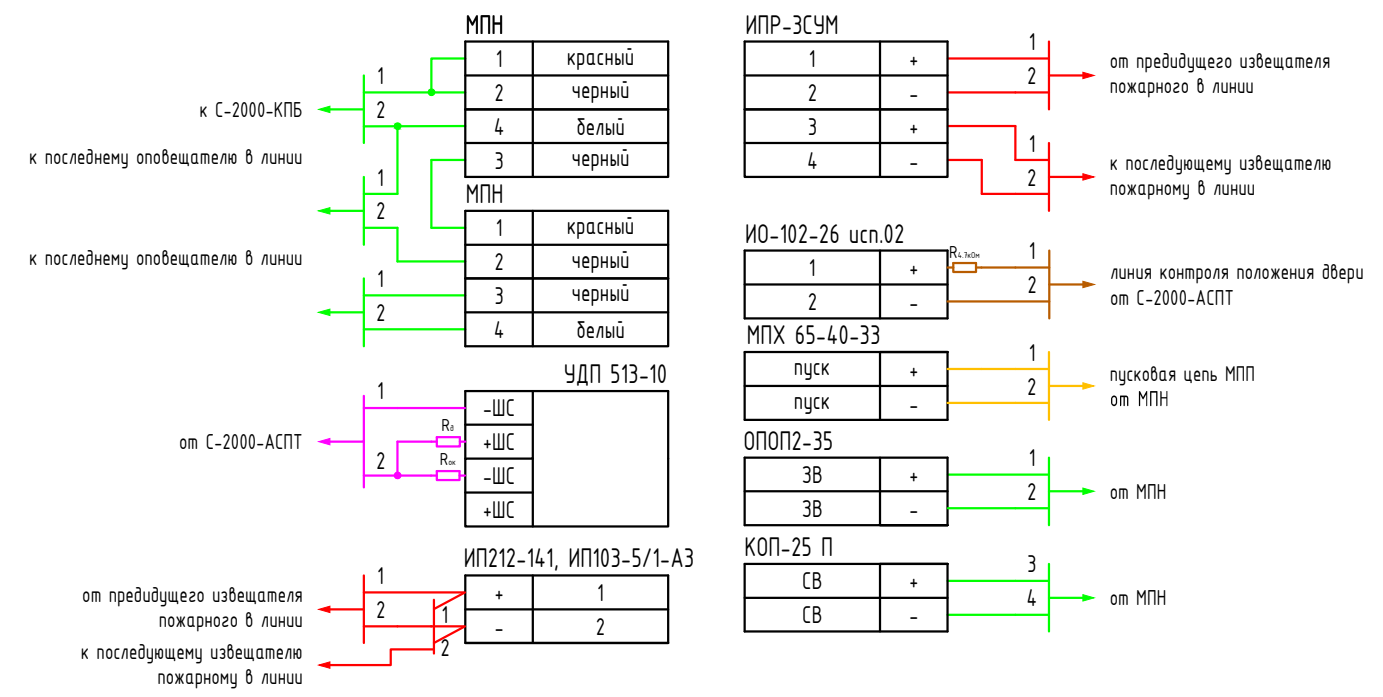 МПН
1 красный
2 черный
4 белый
3 черный
1
2
к С-2000-КПБ
к последнему оповещателю в линии
1
2
МПН
1 красный
2 черный
3 черный
4 белый
к последнему оповещателю в линии
1
2
УДП 513-10
-ШС
+ШС
-ШС
+ШС
1
2
Rд
Rок
от С-2000-АСПТ
ИП212-141, ИП103-5/1-А3
+ 1
- 2
1
2
1
2
от предидущего извещателя
пожарного в линии
к последующему извещателю
пожарному в линии
ИПР-3СУМ
1 +
2 -
3 +
4 -
1
2
от предидущего извещателя
пожарного в линии
1
2
к последующему извещателю
пожарному в линии
ИО-102-26 исп.02
1 +
2 -
R4.7кОм
1
2
линия контроля положения двери
от С-2000-АСПТ
МПХ 65-40-33
пуск +
пуск -
1
2
пусковая цепь МПП
от МПН
ОПОП2-35
ЗВ +
ЗВ -
1
2
от МПН
КОП-25 П
СВ +
СВ -
3
4
от МПН